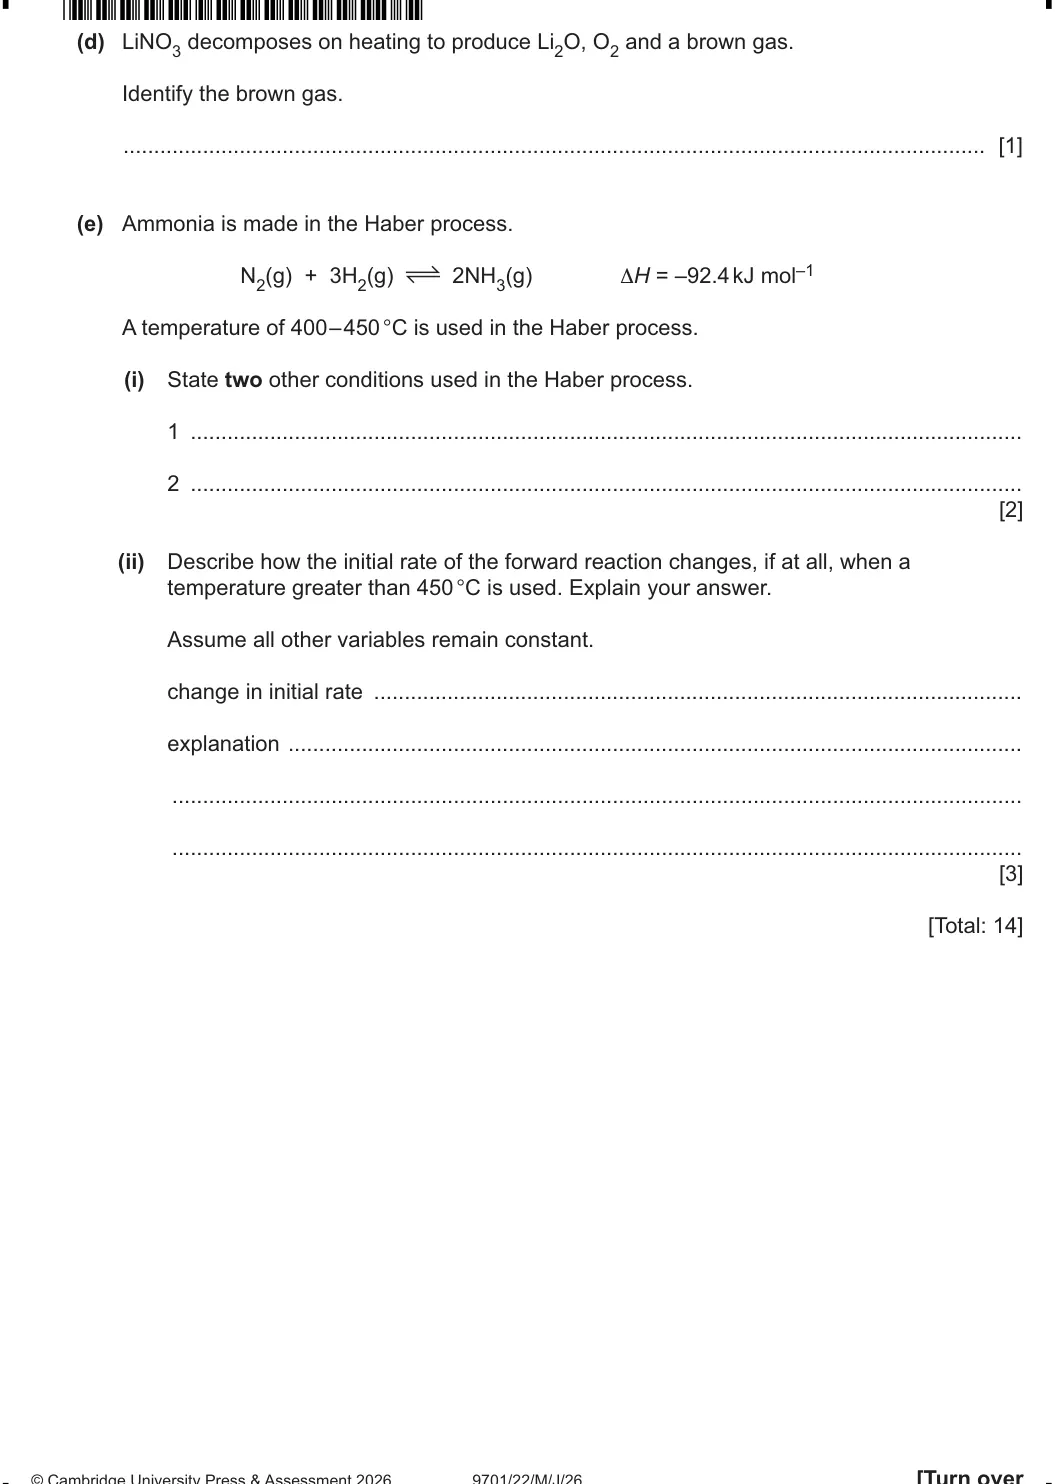 (d) LiNO₃ decomposes on heating to produce Li₂O, O₂ and a brown gas.
Identify the brown gas.
.............................................................................................................................................. [1]
(e) Ammonia is made in the Haber process.
N₂(g) + 3H₂(g) ⇌ 2NH₃(g) ΔH = –92.4 kJ mol⁻¹
A temperature of 400–450 °C is used in the Haber process.
(i) State two other conditions used in the Haber process.
1 ..........................................................................................................................................
2 ..........................................................................................................................................
[2]
(ii) Describe how the initial rate of the forward reaction changes, if at all, when a
temperature greater than 450 °C is used. Explain your answer.
Assume all other variables remain constant.
change in initial rate ...........................................................................................................
explanation .........................................................................................................................
............................................................................................................................................
............................................................................................................................................
[3]
[Total: 14]
© Cambridge University Press & Assessment 2026 9701/22/M/J/26 [Turn over